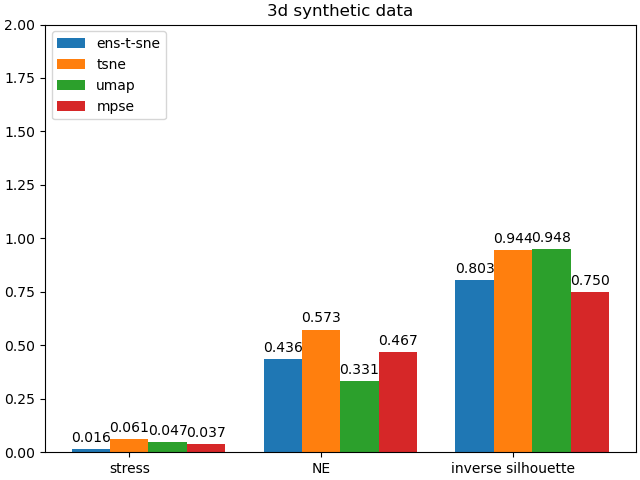 3d synthetic data
2.00
1.75
1.50
1.25
1.00
0.75
0.50
0.25
0.00
ens-t-sne
tsne
umap
mpse
0.016
0.061
0.047
0.037
0.436
0.573
0.331
0.467
0.803
0.944
0.948
0.750
stress
NE
inverse silhouette